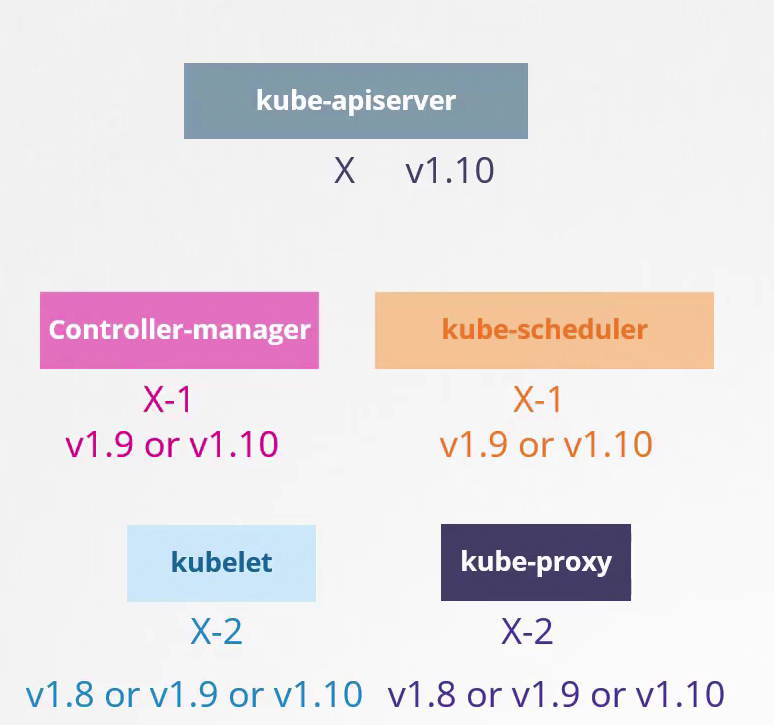 kube-apiserver
X v1.10
Controller-manager
X-1
v1.9 or v1.10
kube-scheduler
X-1
v1.9 or v1.10
kubelet
X-2
v1.8 or v1.9 or v1.10
kube-proxy
X-2
v1.8 or v1.9 or v1.10